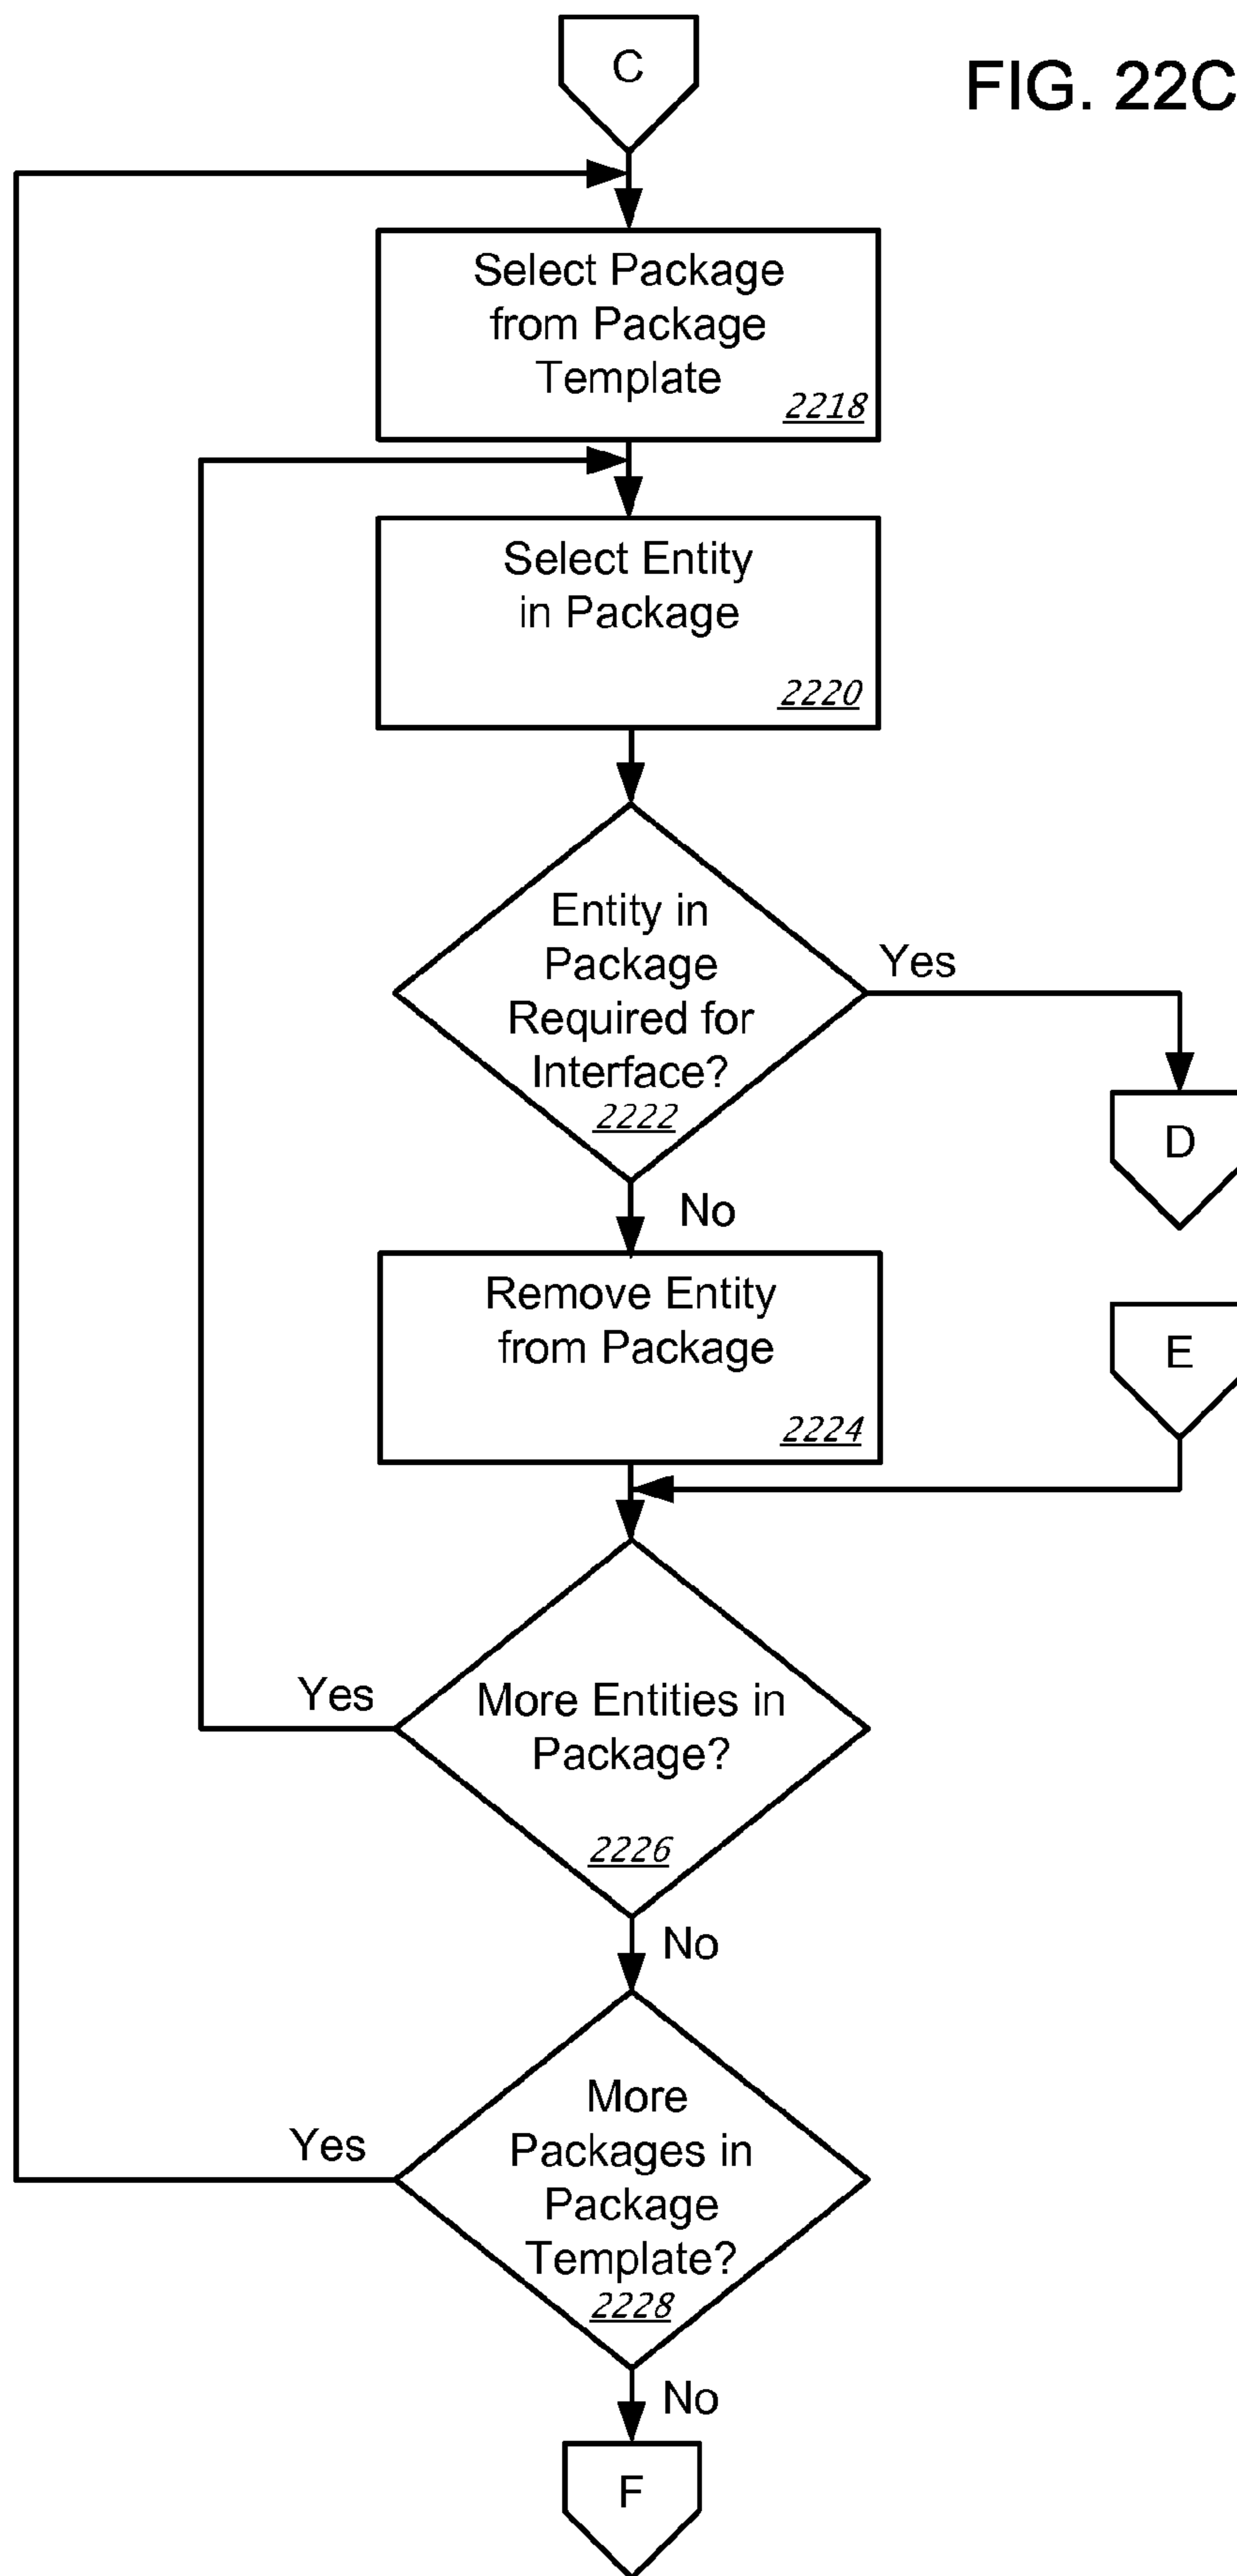 C
FIG. 22C
Select Package
from Package
Template
2218
Select Entity
in Package
2220
Entity in
Package
Required for
Interface?
2222
Yes
D
No
Remove Entity
from Package
2224
E
More Entities in
Package?
2226
Yes
No
More
Packages in
Package
Template?
2228
Yes
No
F